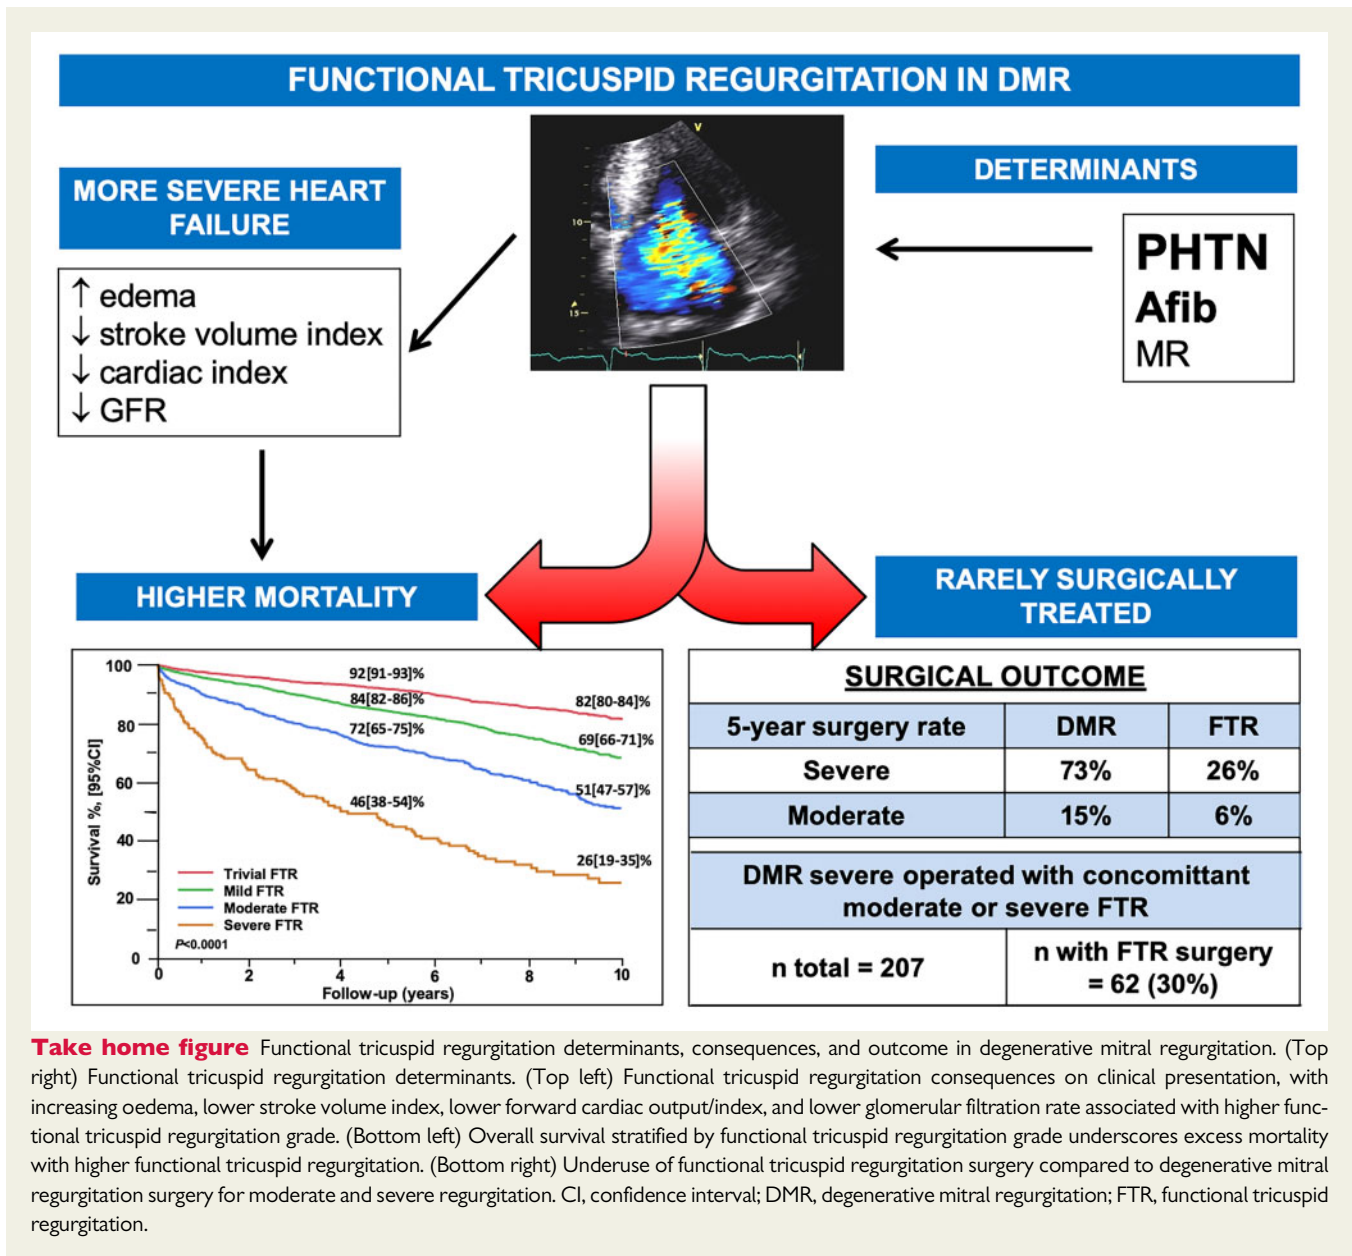 FUNCTIONAL TRICUSPID REGURGITATION IN DMR
MORE SEVERE HEART
FAILURE
↑ edema
↓ stroke volume index
↓ cardiac index
↓ GFR
V
10
15
DETERMINANTS
PHTN
Afib
MR
HIGHER MORTALITY
RARELY SURGICALLY
TREATED
Survival %, [95%CI]
100
80
60
40
20
0
92[91-93]%
84[82-86]%
72[65-75]%
46[38-54]%
82[80-84]%
69[66-71]%
51[47-57]%
26[19-35]%
Trivial FTR
Mild FTR
Moderate FTR
Severe FTR
P<0.0001
0 2 4 6 8 10
Follow-up (years)
SURGICAL OUTCOME
5-year surgery rate DMR FTR
Severe 73% 26%
Moderate 15% 6%
DMR severe operated with concomittant
moderate or severe FTR
n total = 207
n with FTR surgery
= 62 (30%)
Take home figure Functional tricuspid regurgitation determinants, consequences, and outcome in degenerative mitral regurgitation. (Top
right) Functional tricuspid regurgitation determinants. (Top left) Functional tricuspid regurgitation consequences on clinical presentation, with
increasing oedema, lower stroke volume index, lower forward cardiac output/index, and lower glomerular filtration rate associated with higher func-
tional tricuspid regurgitation grade. (Bottom left) Overall survival stratified by functional tricuspid regurgitation grade underscores excess mortality
with higher functional tricuspid regurgitation. (Bottom right) Underuse of functional tricuspid regurgitation surgery compared to degenerative mitral
regurgitation surgery for moderate and severe regurgitation. CI, confidence interval; DMR, degenerative mitral regurgitation; FTR, functional tricuspid
regurgitation.